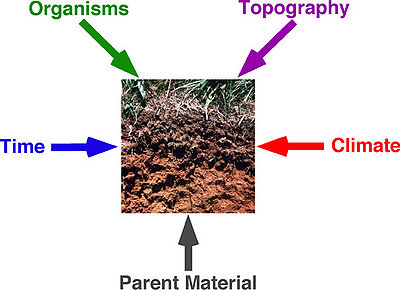 Organisms
Topography
Time
Climate
Parent Material